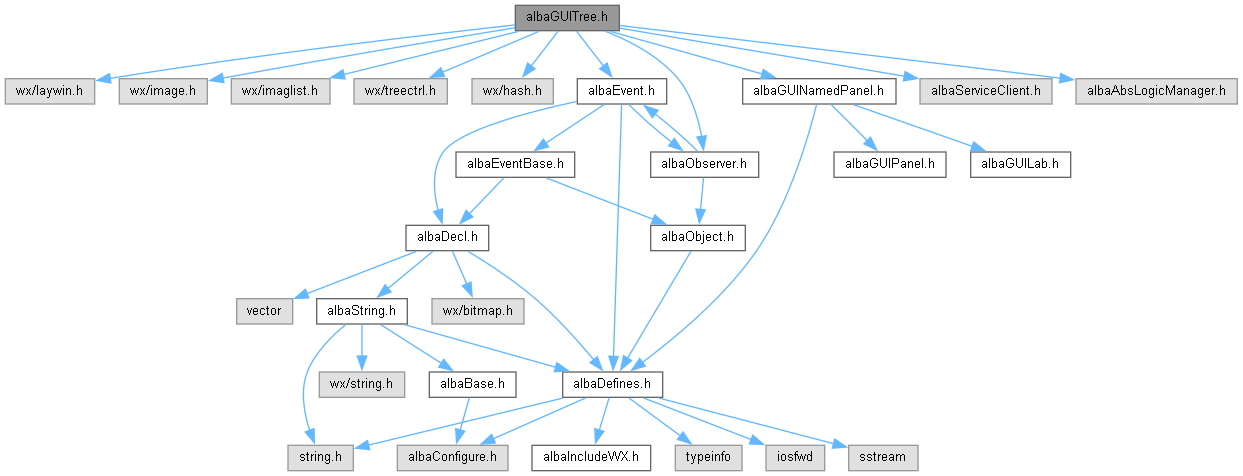 albaGUITree.h
wx/laywin.h
wx/image.h
wx/imaglist.h
wx/treectrl.h
wx/hash.h
albaEvent.h
albaGUINamedPanel.h
albaServiceClient.h
albaAbsLogicManager.h
albaEventBase.h
albaObserver.h
albaGUIPanel.h
albaGUILab.h
albaDecl.h
albaObject.h
vector
albaString.h
wx/bitmap.h
wx/string.h
albaBase.h
albaDefines.h
string.h
albaConfigure.h
albaIncludeWX.h
typeinfo
iosfwd
sstream